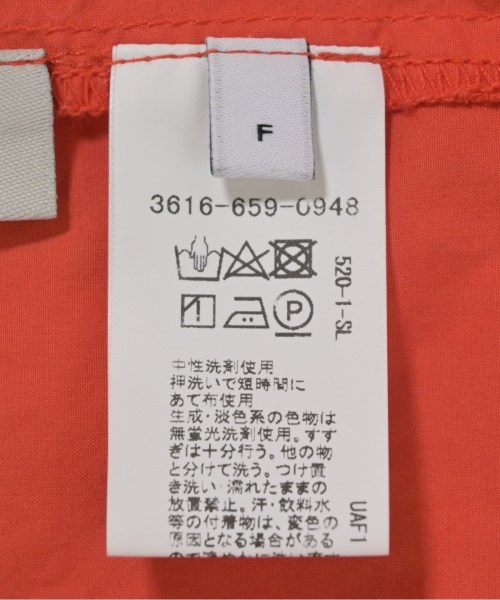 F
3616-659-0948
520-1-SL
P
中性洗剤使用
押洗いで短時間に
あて布使用
生成・淡色系の色物は
無蛍光洗剤使用。すす
ぎは十分行う。他の物
と分けて洗う。つけ置
き洗い・濡れたままの
放置禁止。汗・飲料水
等の付着物は、変色の
原因となる場合がある
UAF1